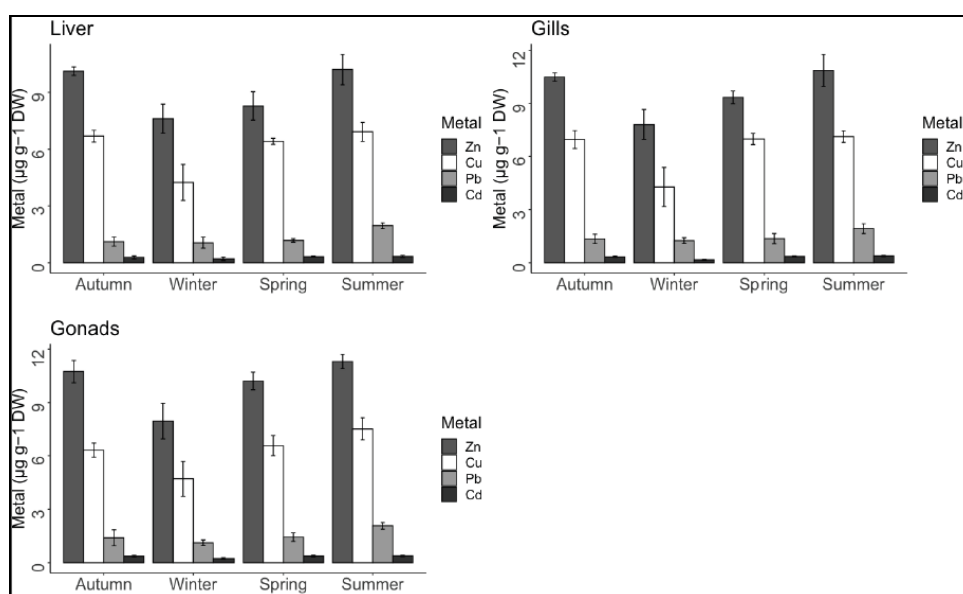 Liver
Metal (µg g−1 DW)
9
6
3
0
Autumn Winter Spring Summer
Metal
Zn
Cu
Pb
Cd
Gills
Metal (µg g−1 DW)
12
9
6
3
0
Autumn Winter Spring Summer
Metal
Zn
Cu
Pb
Cd
Gonads
Metal (µg g−1 DW)
12
9
6
3
0
Autumn Winter Spring Summer
Metal
Zn
Cu
Pb
Cd